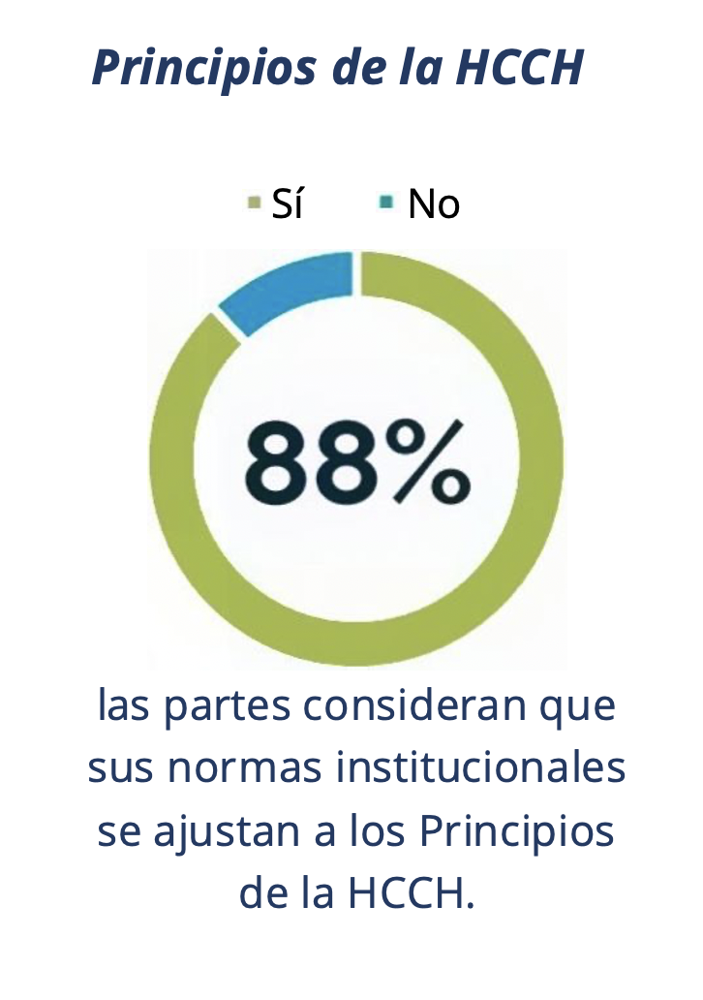 Principios de la HCCH
Sí No
88%
las partes consideran que
sus normas institucionales
se ajustan a los Principios
de la HCCH.